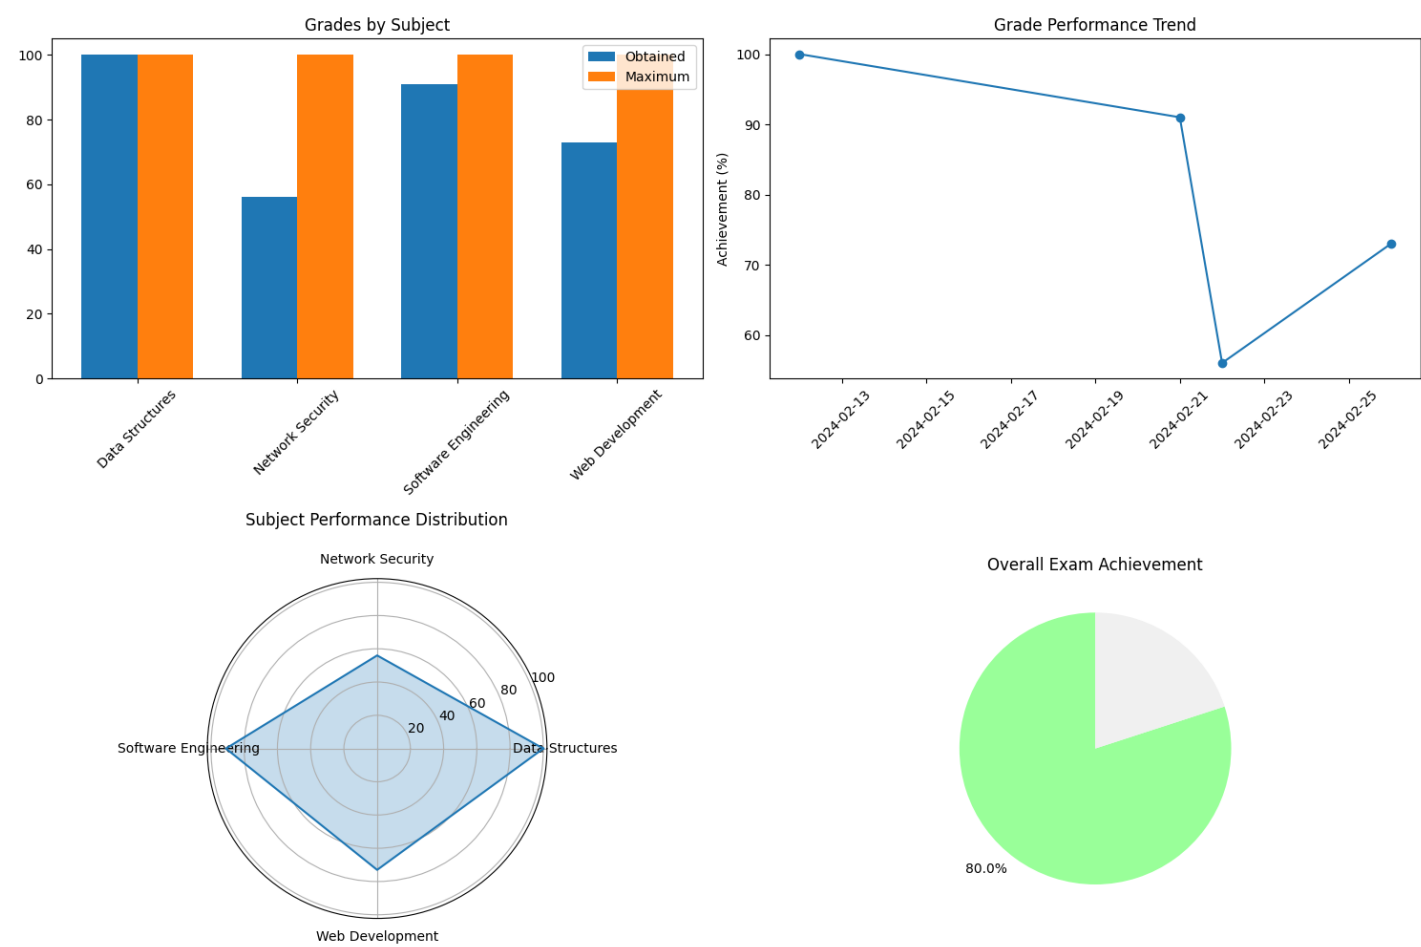 Grades by Subject
100
80
60
40
20
0
Obtained
Maximum
Data Structures
Network Security
Software Engineering
Web Development
Grade Performance Trend
Achievement (%)
100
90
80
70
60
2024-02-13
2024-02-15
2024-02-17
2024-02-19
2024-02-21
2024-02-23
2024-02-25
Subject Performance Distribution
Network Security
100
80
60
40
20
Software Engineering
Data Structures
Web Development
Overall Exam Achievement
80.0%